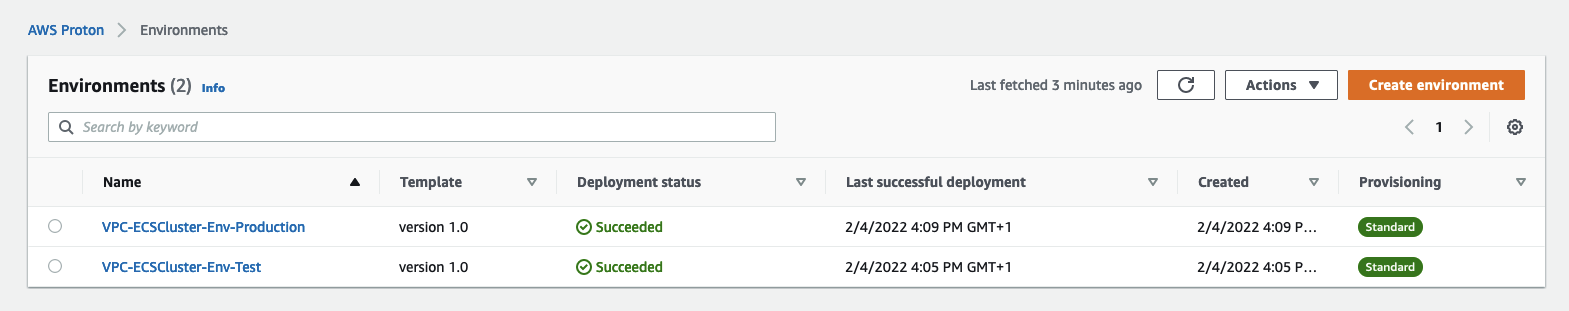 AWS Proton > Environments
Environments (2) Info Last fetched 3 minutes ago Actions Create environment
Search by keyword 1
Name Template Deployment status Last successful deployment Created Provisioning
VPC-ECSCluster-Env-Production version 1.0 Succeeded 2/4/2022 4:09 PM GMT+1 2/4/2022 4:09 P... Standard
VPC-ECSCluster-Env-Test version 1.0 Succeeded 2/4/2022 4:05 PM GMT+1 2/4/2022 4:05 P... Standard